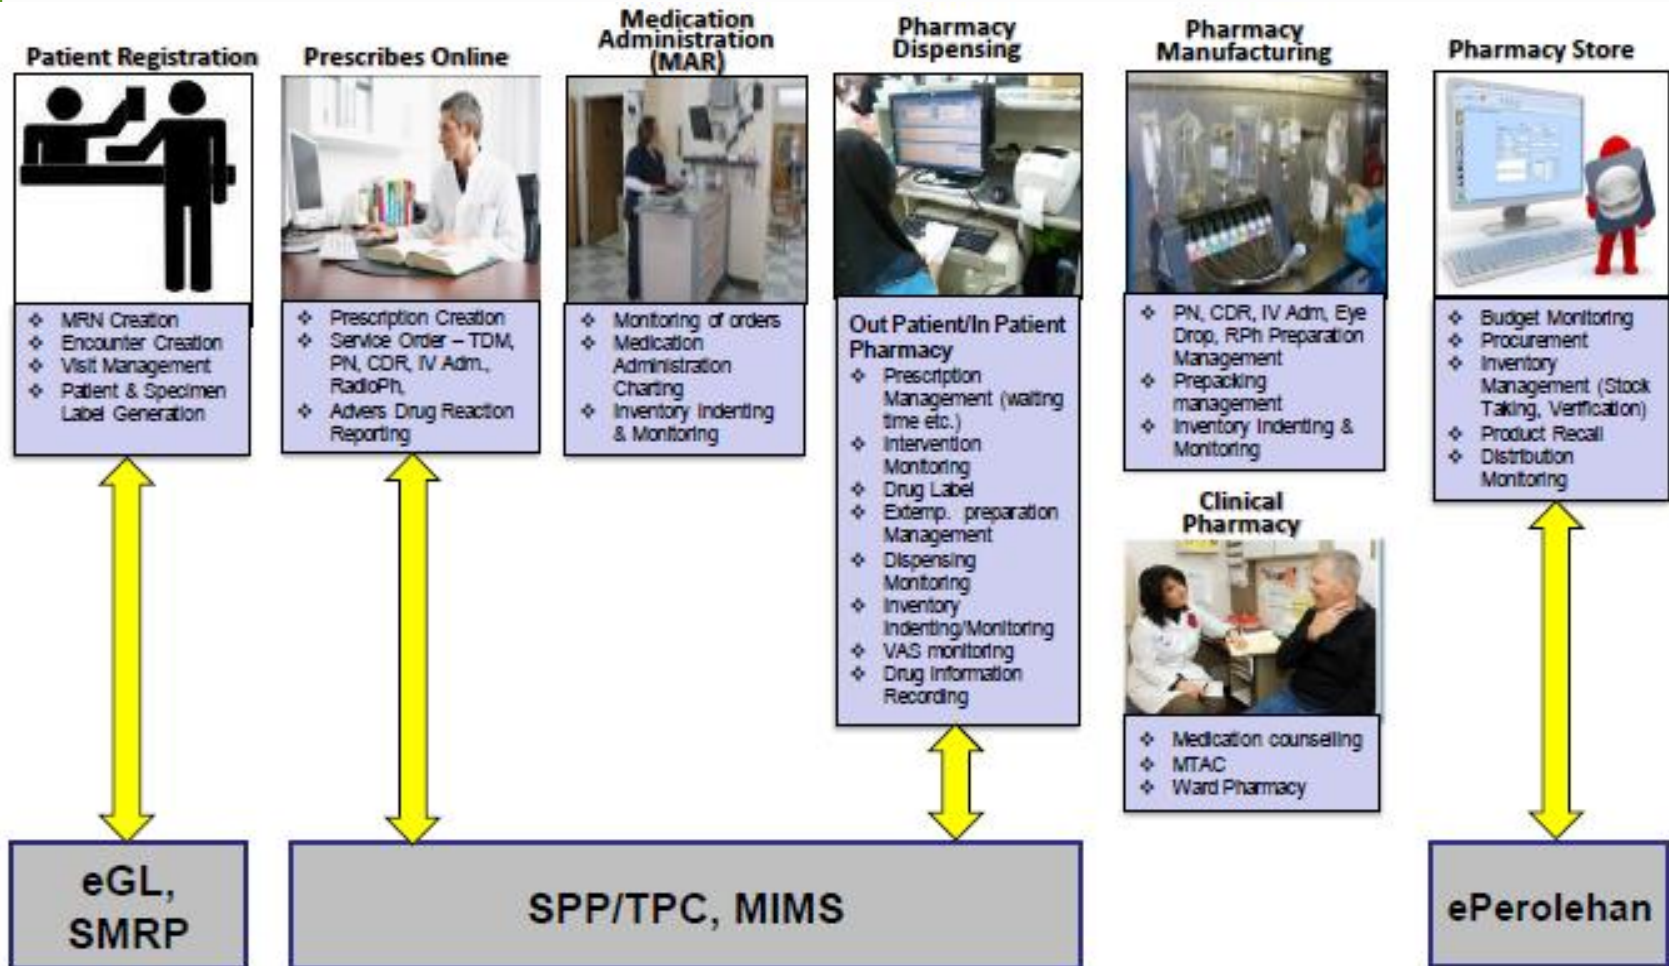 Patient Registration
❖ MRN Creation
❖ Encounter Creation
❖ Visit Management
❖ Patient & Specimen
Label Generation
Prescribes Online
❖ Prescription Creation
❖ Service Order – TDM,
PN, CDR, IV Adm.,
RadioPh,
❖ Advers Drug Reaction
Reporting
Medication
Administration
(MAR)
❖ Monitoring of orders
❖ Medication
Administration
Charting
❖ Inventory Indenting
& Monitoring
Pharmacy
Dispensing
Out Patient/In Patient
Pharmacy
❖ Prescription
Management (waiting
time etc.)
❖ Intervention
Monitoring
❖ Drug Label
❖ Extemp. preparation
Management
❖ Dispensing
Monitoring
❖ Inventory
Indenting/Monitoring
❖ VAS monitoring
❖ Drug Information
Recording
Pharmacy
Manufacturing
❖ PN, CDR, IV Adm, Eye
Drop, RPh Preparation
Management
❖ Prepacking
management
❖ Inventory Indenting &
Monitoring
Clinical
Pharmacy
❖ Medication counselling
❖ MTAC
❖ Ward Pharmacy
Pharmacy Store
❖ Budget Monitoring
❖ Procurement
❖ Inventory
Management (Stock
Taking, Verification)
❖ Product Recall
❖ Distribution
Monitoring
eGL,
SMRP
SPP/TPC, MIMS
ePerolehan